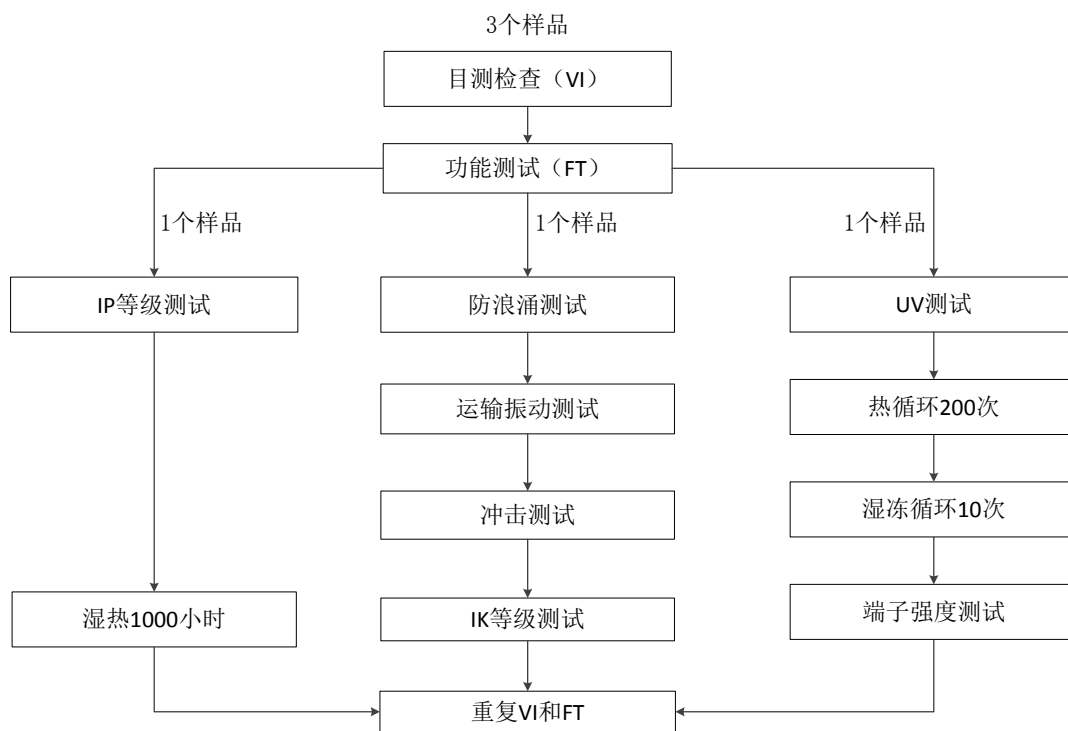 3个样品
目测检查（VI）
功能测试（FT）
1个样品
1个样品
1个样品
IP等级测试
防浪涌测试
UV测试
运输振动测试
热循环200次
冲击测试
湿冻循环10次
湿热1000小时
IK等级测试
端子强度测试
重复VI和FT